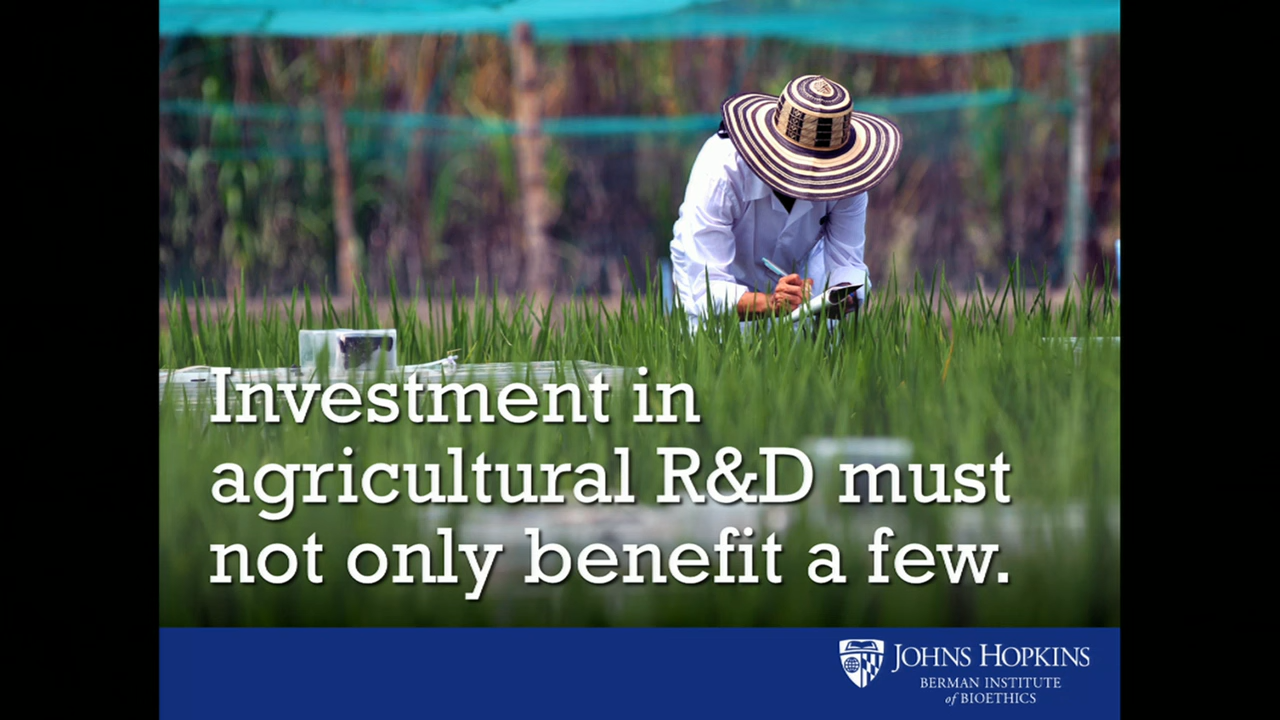 Investment in
agricultural R&D must
not only benefit a few.
JOHNS HOPKINS
BERMAN INSTITUTE
of BIOETHICS